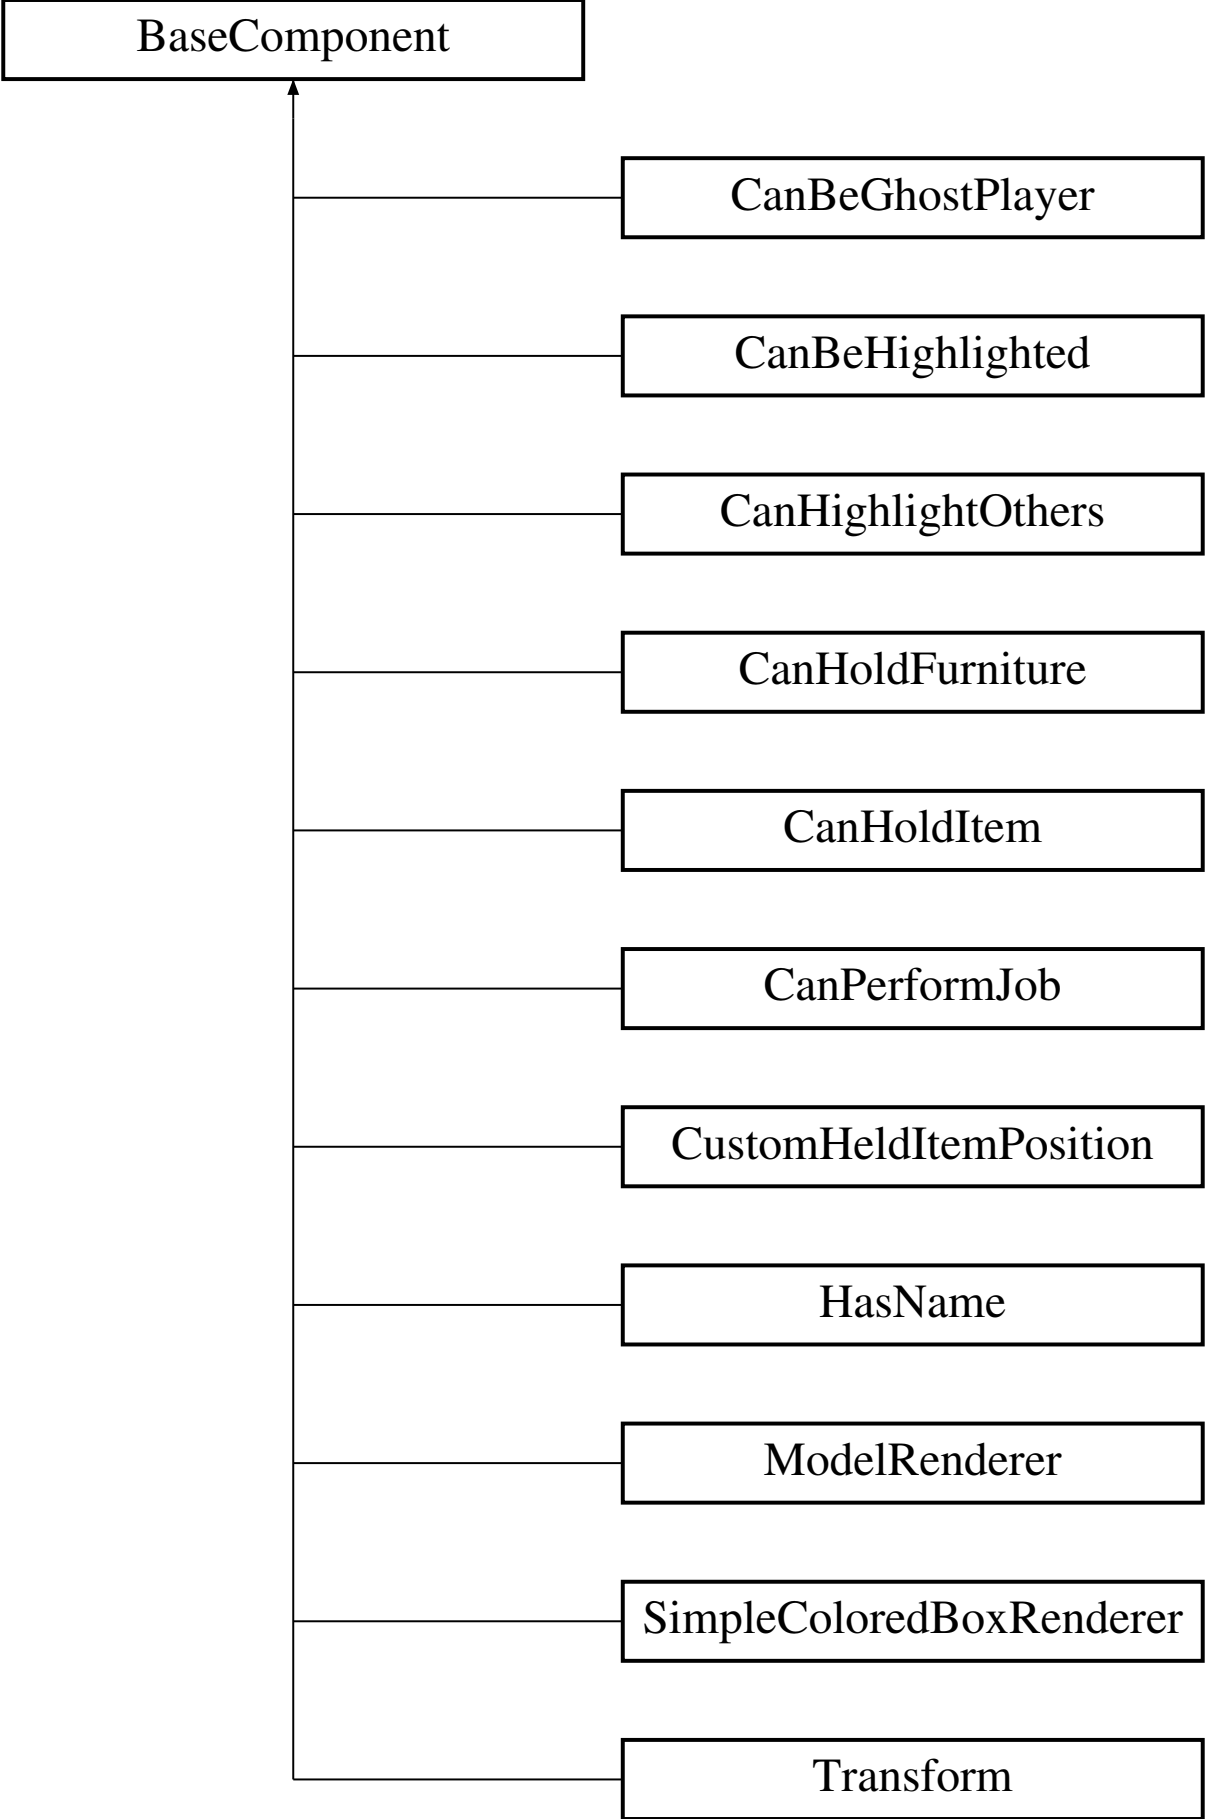 BaseComponent
CanBeGhostPlayer
CanBeHighlighted
CanHighlightOthers
CanHoldFurniture
CanHoldItem
CanPerformJob
CustomHeldItemPosition
HasName
ModelRenderer
SimpleColoredBoxRenderer
Transform